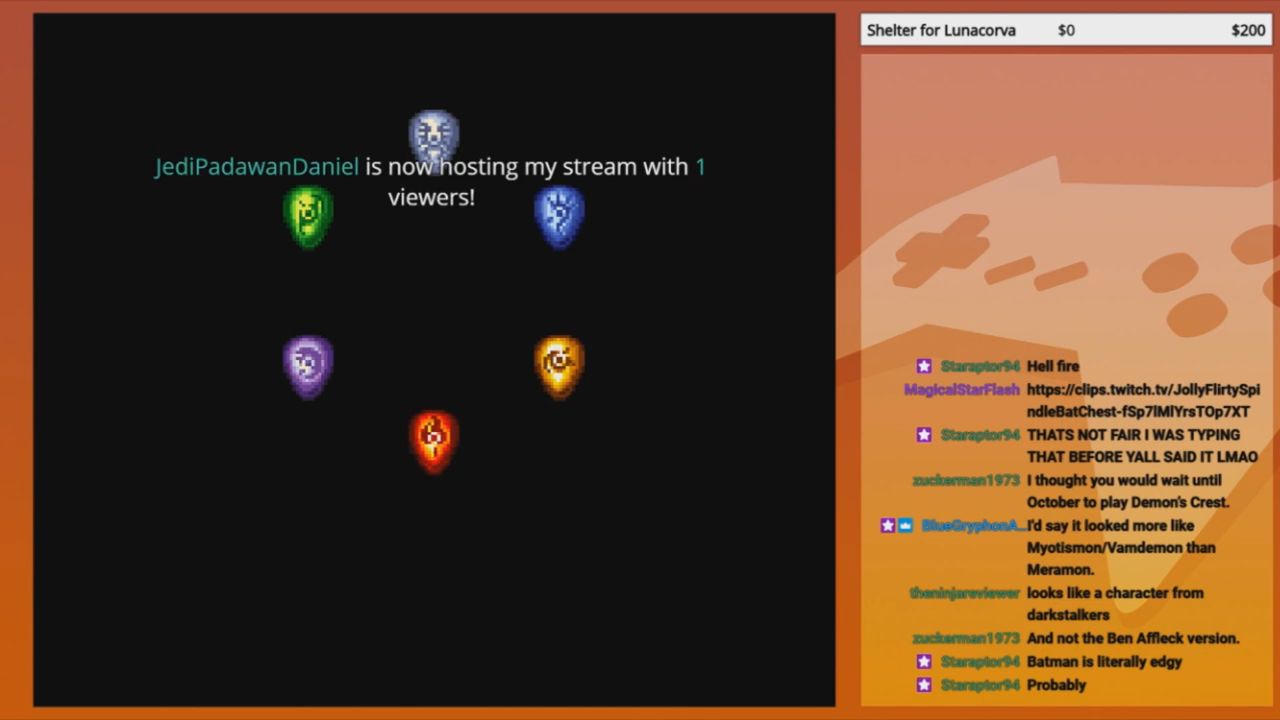 Shelter for Lunacorva $0 $200
JediPadawanDaniel is now hosting my stream with 1
viewers!
Staraptor94 Hell fire
MagicalStarFlash https://clips.twitch.tv/JollyFlirtySpi
ndleBatChest-fSp7lMlYrsTOp7XT
Staraptor94 THATS NOT FAIR I WAS TYPING
THAT BEFORE YALL SAID IT LMAO
zuckerman1973 I thought you would wait until
October to play Demon's Crest.
BlueGryphonA... I'd say it looked more like
Myotismon/Vamdemon than
Meramon.
theninjareviewer looks like a character from
darkstalkers
zuckerman1973 And not the Ben Affleck version.
Staraptor94 Batman is literally edgy
Staraptor94 Probably